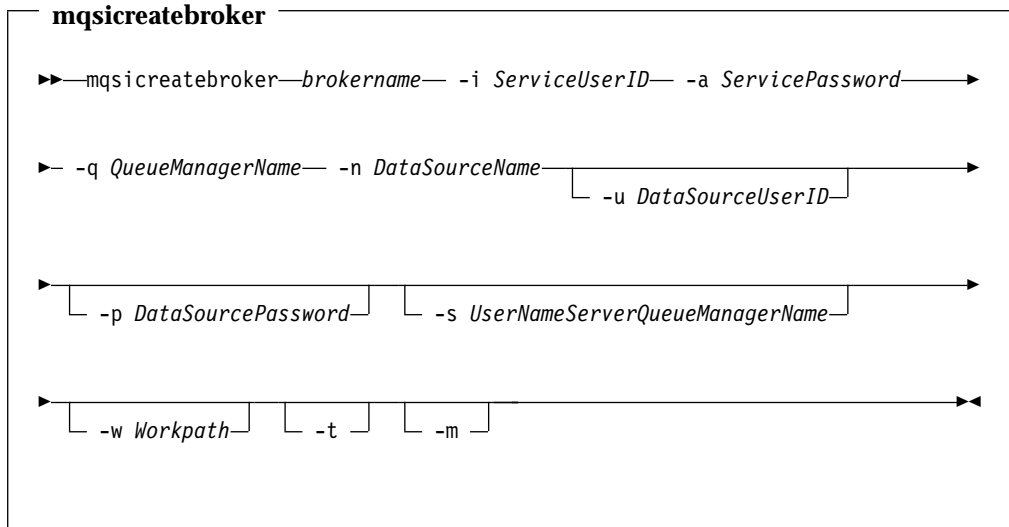 mqsicreatebroker
mqsicreatebroker brokername -i ServiceUserID -a ServicePassword
-q QueueManagerName -n DataSourceName
-u DataSourceUserID
-p DataSourcePassword -s UserNameServerQueueManagerName
-w Workpath -t -m